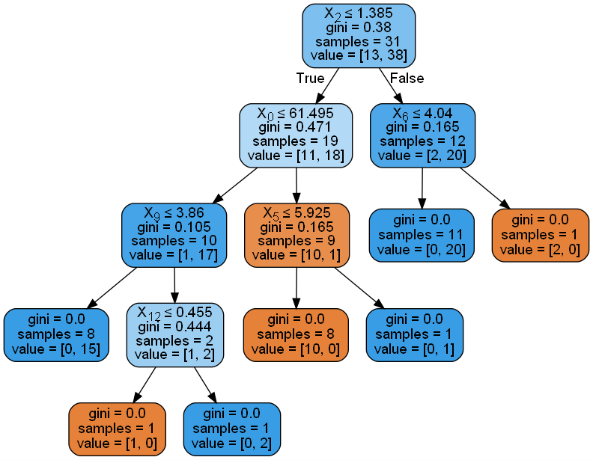 X₂ ≤ 1.385
gini = 0.38
samples = 31
value = [13, 38]
True
False
X₀ ≤ 61.495
gini = 0.471
samples = 19
value = [11, 18]
X₆ ≤ 4.04
gini = 0.165
samples = 12
value = [2, 20]
X₉ ≤ 3.86
gini = 0.105
samples = 10
value = [1, 17]
X₅ ≤ 5.925
gini = 0.165
samples = 9
value = [10, 1]
gini = 0.0
samples = 11
value = [0, 20]
gini = 0.0
samples = 1
value = [2, 0]
gini = 0.0
samples = 8
value = [0, 15]
X₁₂ ≤ 0.455
gini = 0.444
samples = 2
value = [1, 2]
gini = 0.0
samples = 8
value = [10, 0]
gini = 0.0
samples = 1
value = [0, 1]
gini = 0.0
samples = 1
value = [1, 0]
gini = 0.0
samples = 1
value = [0, 2]